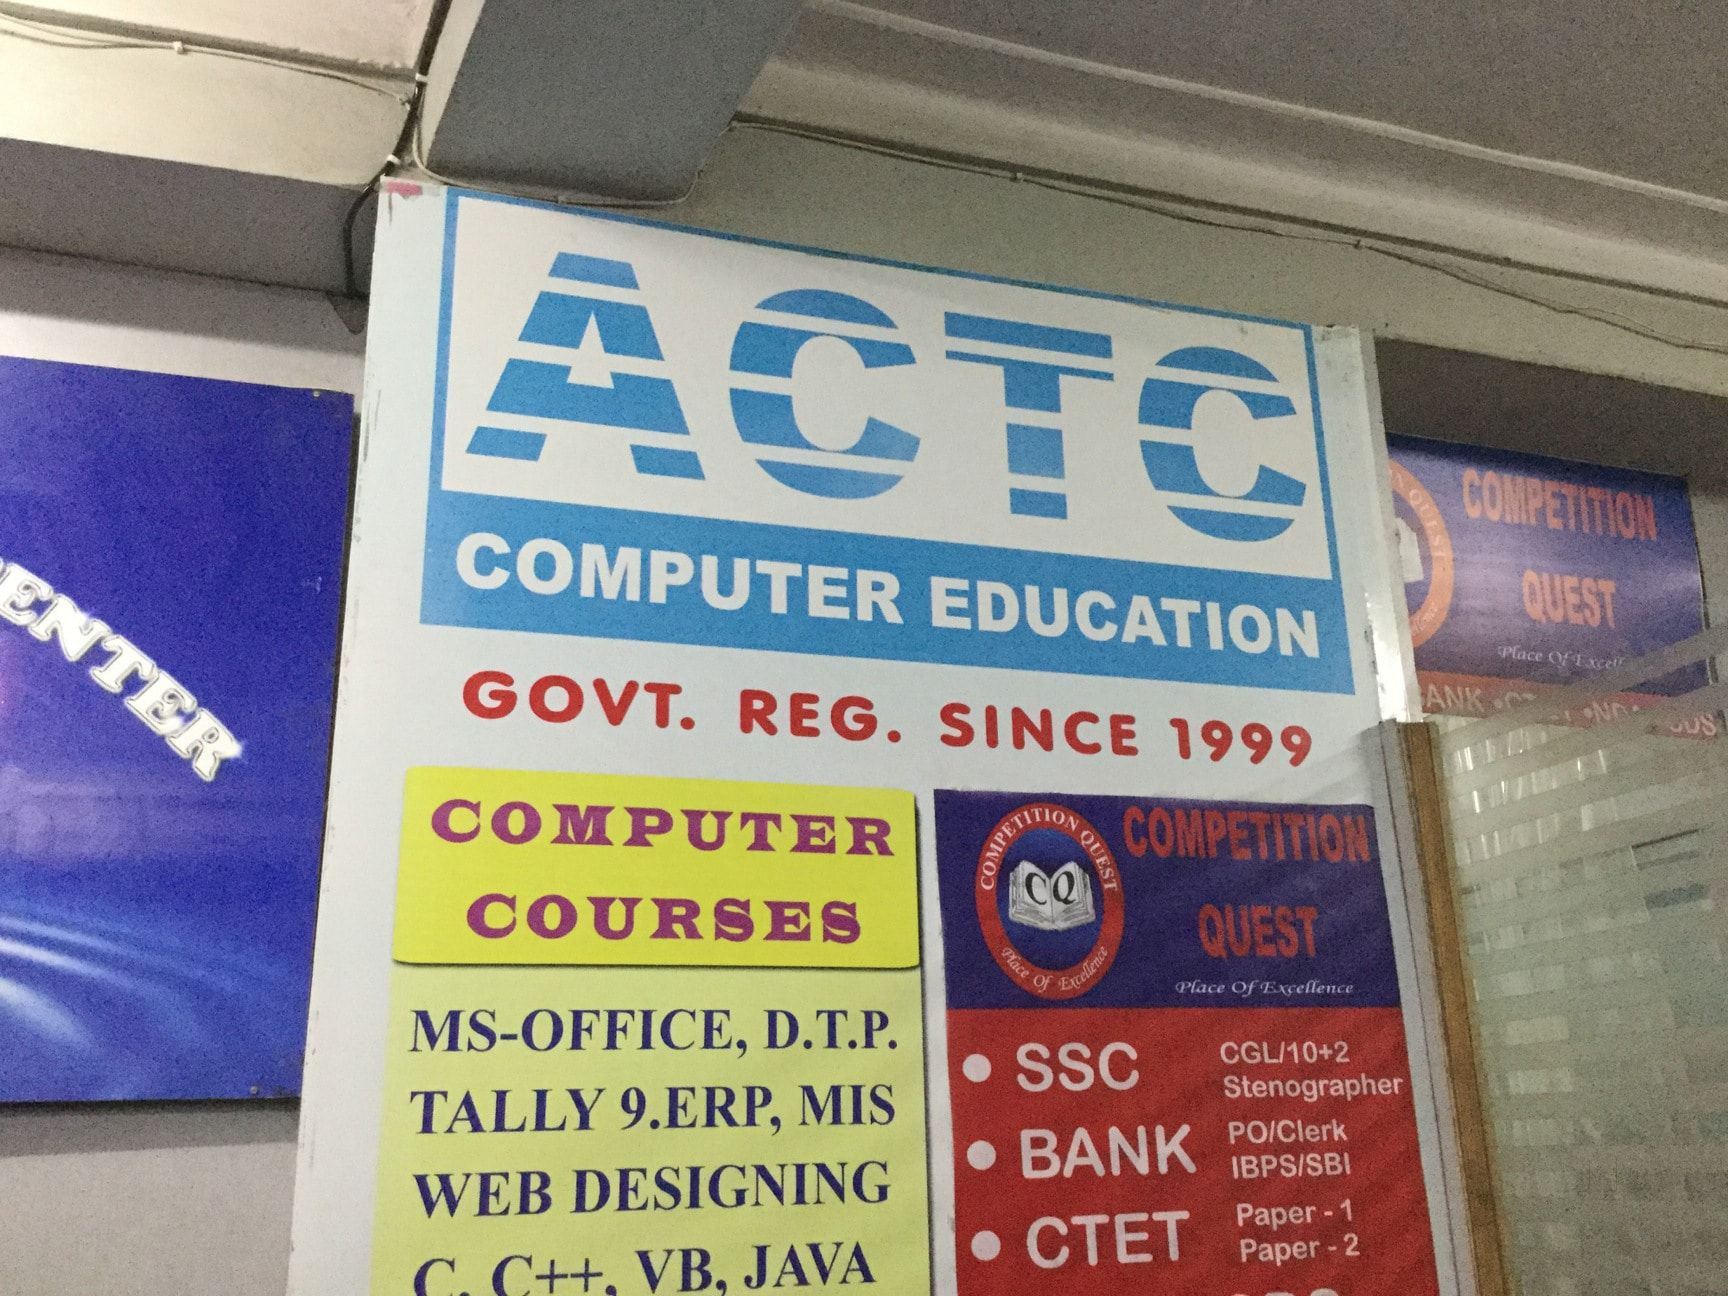 ACTC
COMPUTER EDUCATION
GOVT. REG. SINCE 1999
COMPUTER
COURSES
MS-OFFICE, D.T.P.
TALLY 9.ERP, MIS
WEB DESIGNING
C, C++, VB, JAVA
COMPETITION QUEST
CQ
Place Of Excellence
COMPETITION
QUEST
Place Of Excellence
• SSC CGL/10+2
Stenographer
• BANK PO/Clerk
IBPS/SBI
• CTET Paper - 1
Paper - 2
ENTER
COMPETITION
QUEST
Place Of